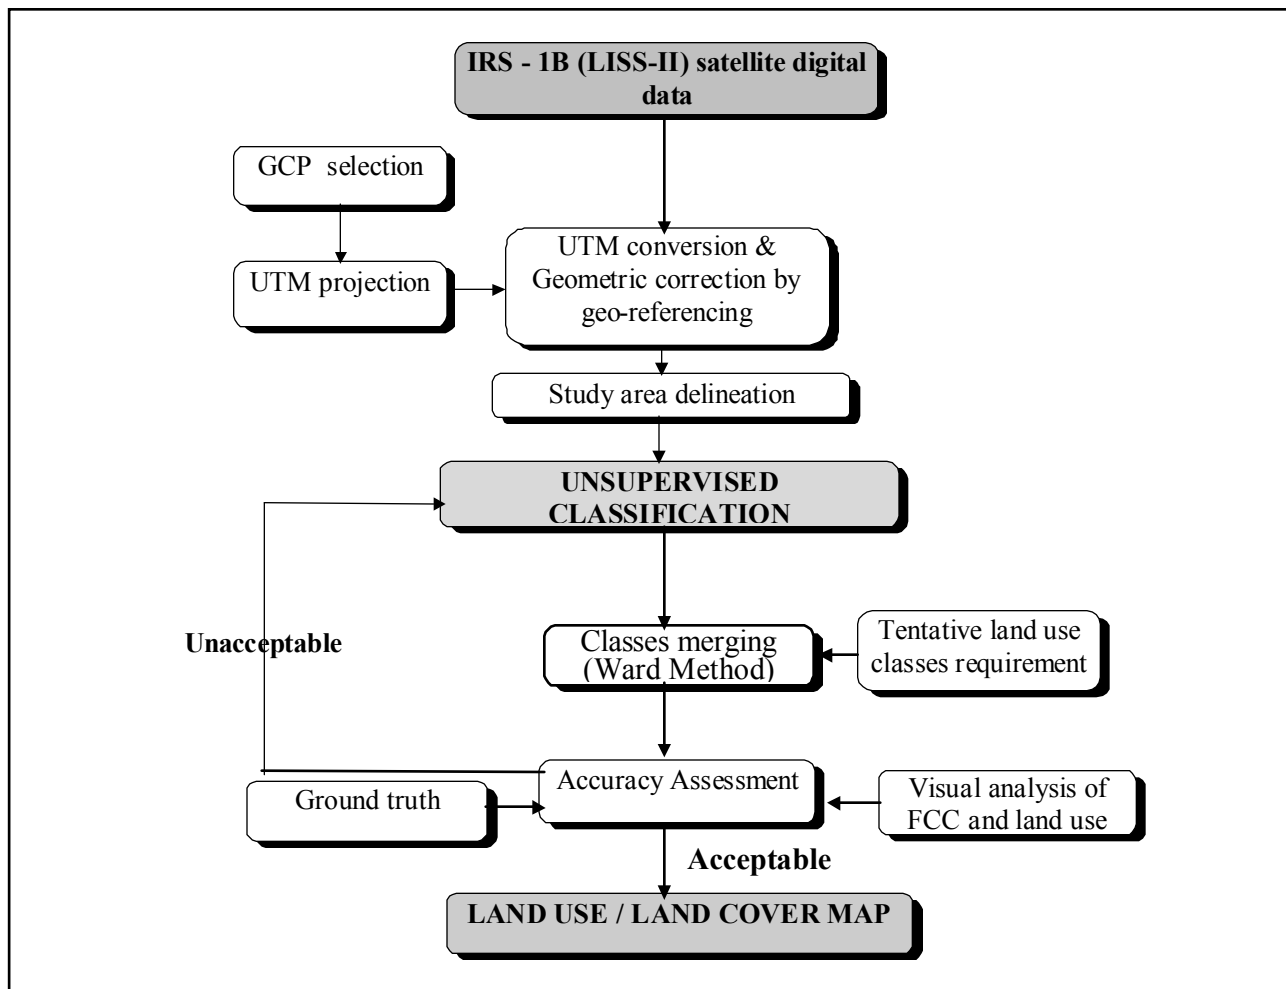 IRS - 1B (LISS-II) satellite digital
data
GCP selection
UTM projection
UTM conversion &
Geometric correction by
geo-referencing
Study area delineation
UNSUPERVISED
CLASSIFICATION
Unacceptable
Classes merging
(Ward Method)
Tentative land use
classes requirement
Accuracy Assessment
Ground truth
Visual analysis of
FCC and land use
Acceptable
LAND USE / LAND COVER MAP